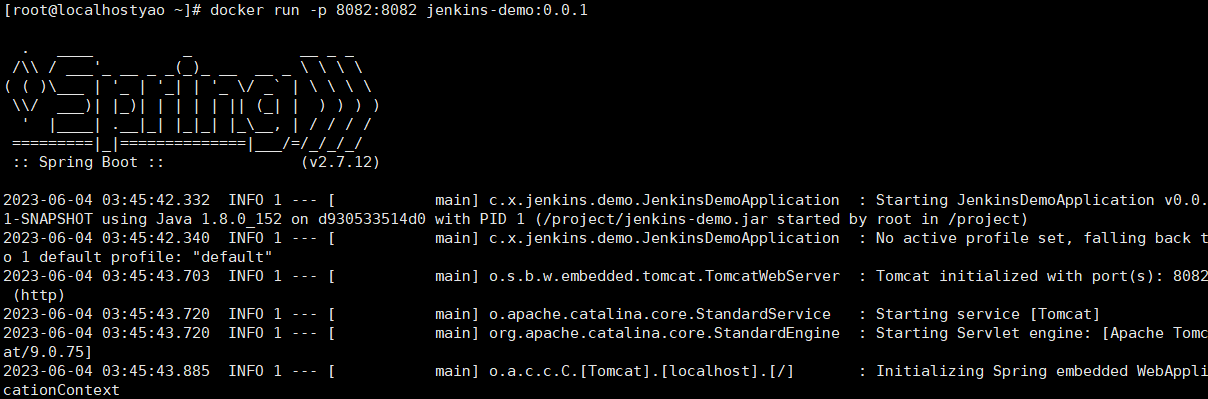 [root@localhostyao ~]# docker run -p 8082:8082 jenkins-demo:0.0.1
  .   ____          _            __ _ _
 /\\ / ___'_ __ _ _(_)_ __  __ _ \ \ \ \
( ( )\___ | '_ | '_| | '_ \/ _` | \ \ \ \
 \\/  ___)| |_)| | | | | || (_| |  ) ) ) )
  '  |____| .__|_| |_|_| |_\__, | / / / /
 =========|_|==============|___/=/_/_/_/
 :: Spring Boot ::               (v2.7.12)
2023-06-04 03:45:42.332  INFO 1 --- [           main] c.x.jenkins.demo.JenkinsDemoApplication  : Starting JenkinsDemoApplication v0.0.
1-SNAPSHOT using Java 1.8.0_152 on d930533514d0 with PID 1 (/project/jenkins-demo.jar started by root in /project)
2023-06-04 03:45:42.340  INFO 1 --- [           main] c.x.jenkins.demo.JenkinsDemoApplication  : No active profile set, falling back t
o 1 default profile: "default"
2023-06-04 03:45:43.703  INFO 1 --- [           main] o.s.b.w.embedded.tomcat.TomcatWebServer  : Tomcat initialized with port(s): 8082
 (http)
2023-06-04 03:45:43.720  INFO 1 --- [           main] o.apache.catalina.core.StandardService   : Starting service [Tomcat]
2023-06-04 03:45:43.720  INFO 1 --- [           main] org.apache.catalina.core.StandardEngine  : Starting Servlet engine: [Apache Tomc
at/9.0.75]
2023-06-04 03:45:43.885  INFO 1 --- [           main] o.a.c.c.C.[Tomcat].[localhost].[/]       : Initializing Spring embedded WebAppli
cationContext